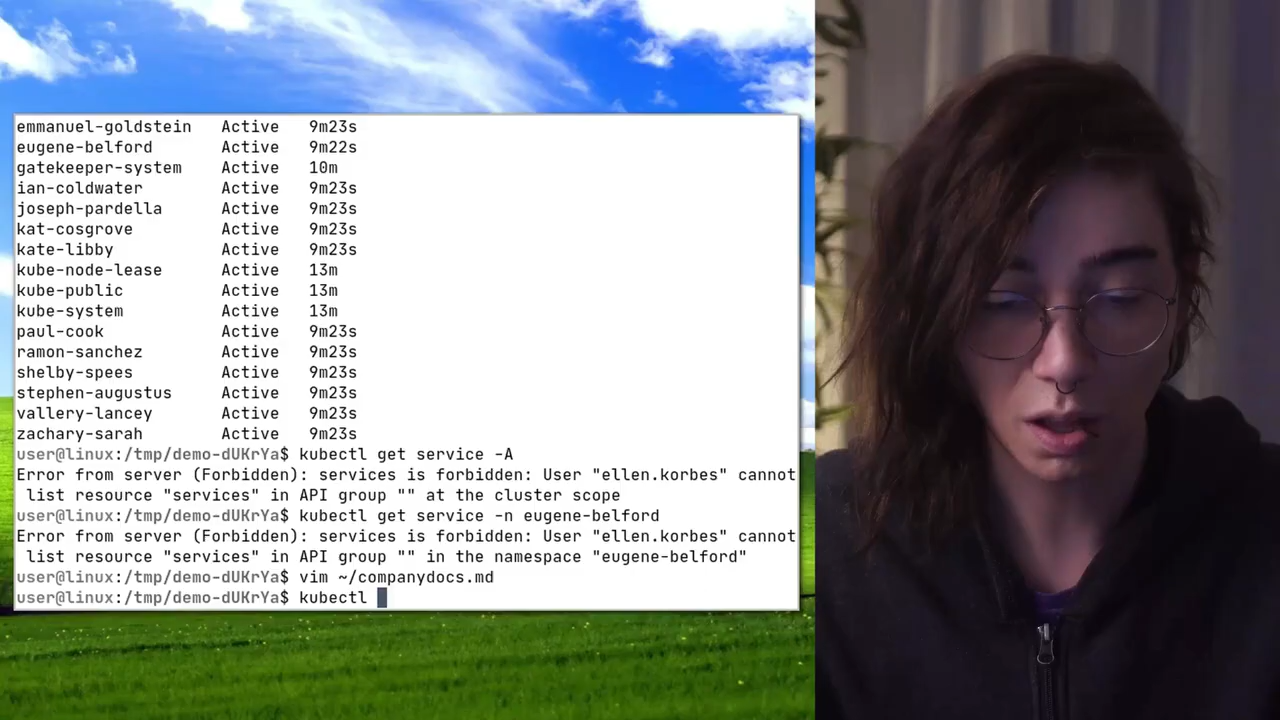 emmanuel-goldstein   Active   9m23s
eugene-belford       Active   9m22s
gatekeeper-system    Active   10m
ian-coldwater        Active   9m23s
joseph-pardella      Active   9m23s
kat-cosgrove         Active   9m23s
kate-libby           Active   9m23s
kube-node-lease      Active   13m
kube-public          Active   13m
kube-system          Active   13m
paul-cook            Active   9m23s
ramon-sanchez        Active   9m23s
shelby-spees         Active   9m23s
stephen-augustus     Active   9m23s
vallery-lancey       Active   9m23s
zachary-sarah        Active   9m23s
user@linux:/tmp/demo-dUKrYa$ kubectl get service -A
Error from server (Forbidden): services is forbidden: User "ellen.korbes" cannot
 list resource "services" in API group "" at the cluster scope
user@linux:/tmp/demo-dUKrYa$ kubectl get service -n eugene-belford
Error from server (Forbidden): services is forbidden: User "ellen.korbes" cannot
 list resource "services" in API group "" in the namespace "eugene-belford"
user@linux:/tmp/demo-dUKrYa$ vim ~/companydocs.md
user@linux:/tmp/demo-dUKrYa$ kubectl